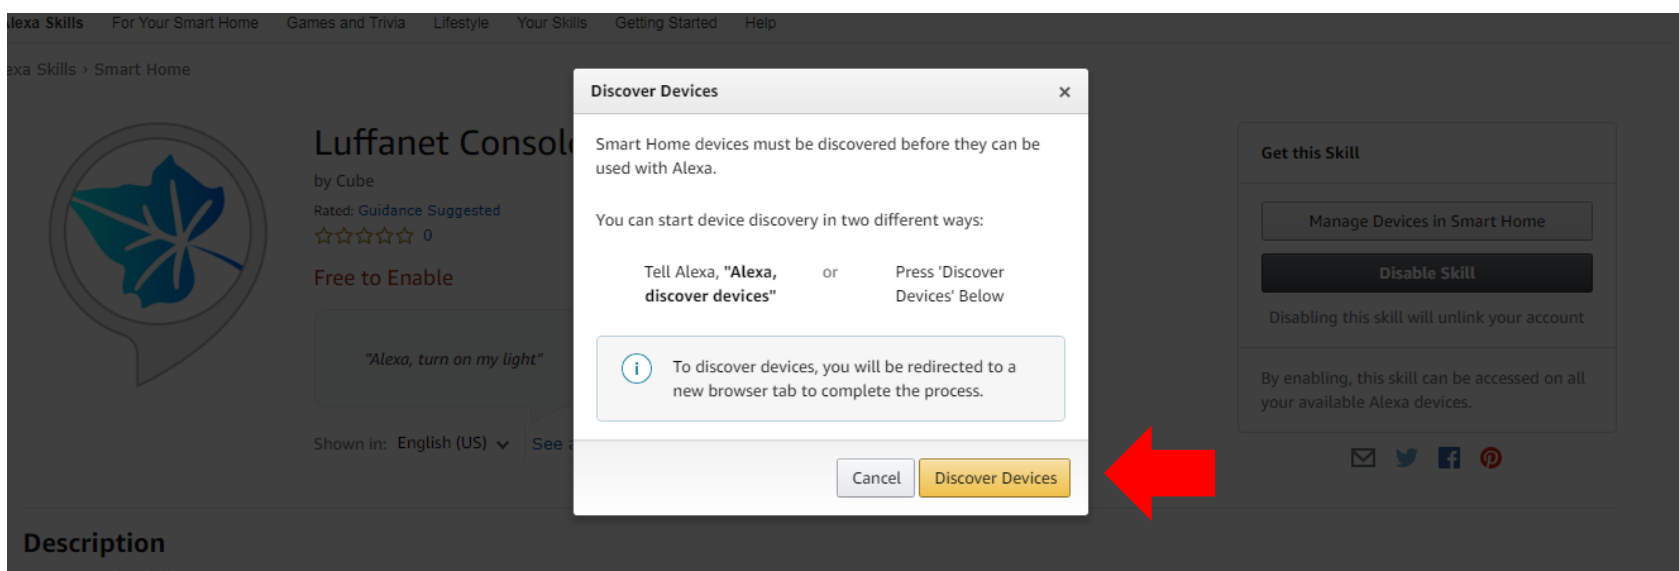 Alexa Skills For Your Smart Home Games and Trivia Lifestyle Your Skills Getting Started Help
Skills › Smart Home
Discover Devices ×
Luffanet
by Cube
Rated: Guidance Suggested
0
Free to Enable
"Alexa, turn on my light"
Shown in: English (US) See
Smart Home devices must be discovered before they can be
used with Alexa.
You can start device discovery in two different ways:
Tell Alexa, "Alexa,
discover devices"
or
Press 'Discover
Devices' Below
i
To discover devices, you will be redirected to a
new browser tab to complete the process.
Cancel Discover Devices
Get this Skill
Manage Devices in Smart Home
Disable Skill
Disabling this skill will unlink your account
By enabling, this skill can be accessed on all
your available Alexa devices.
Description